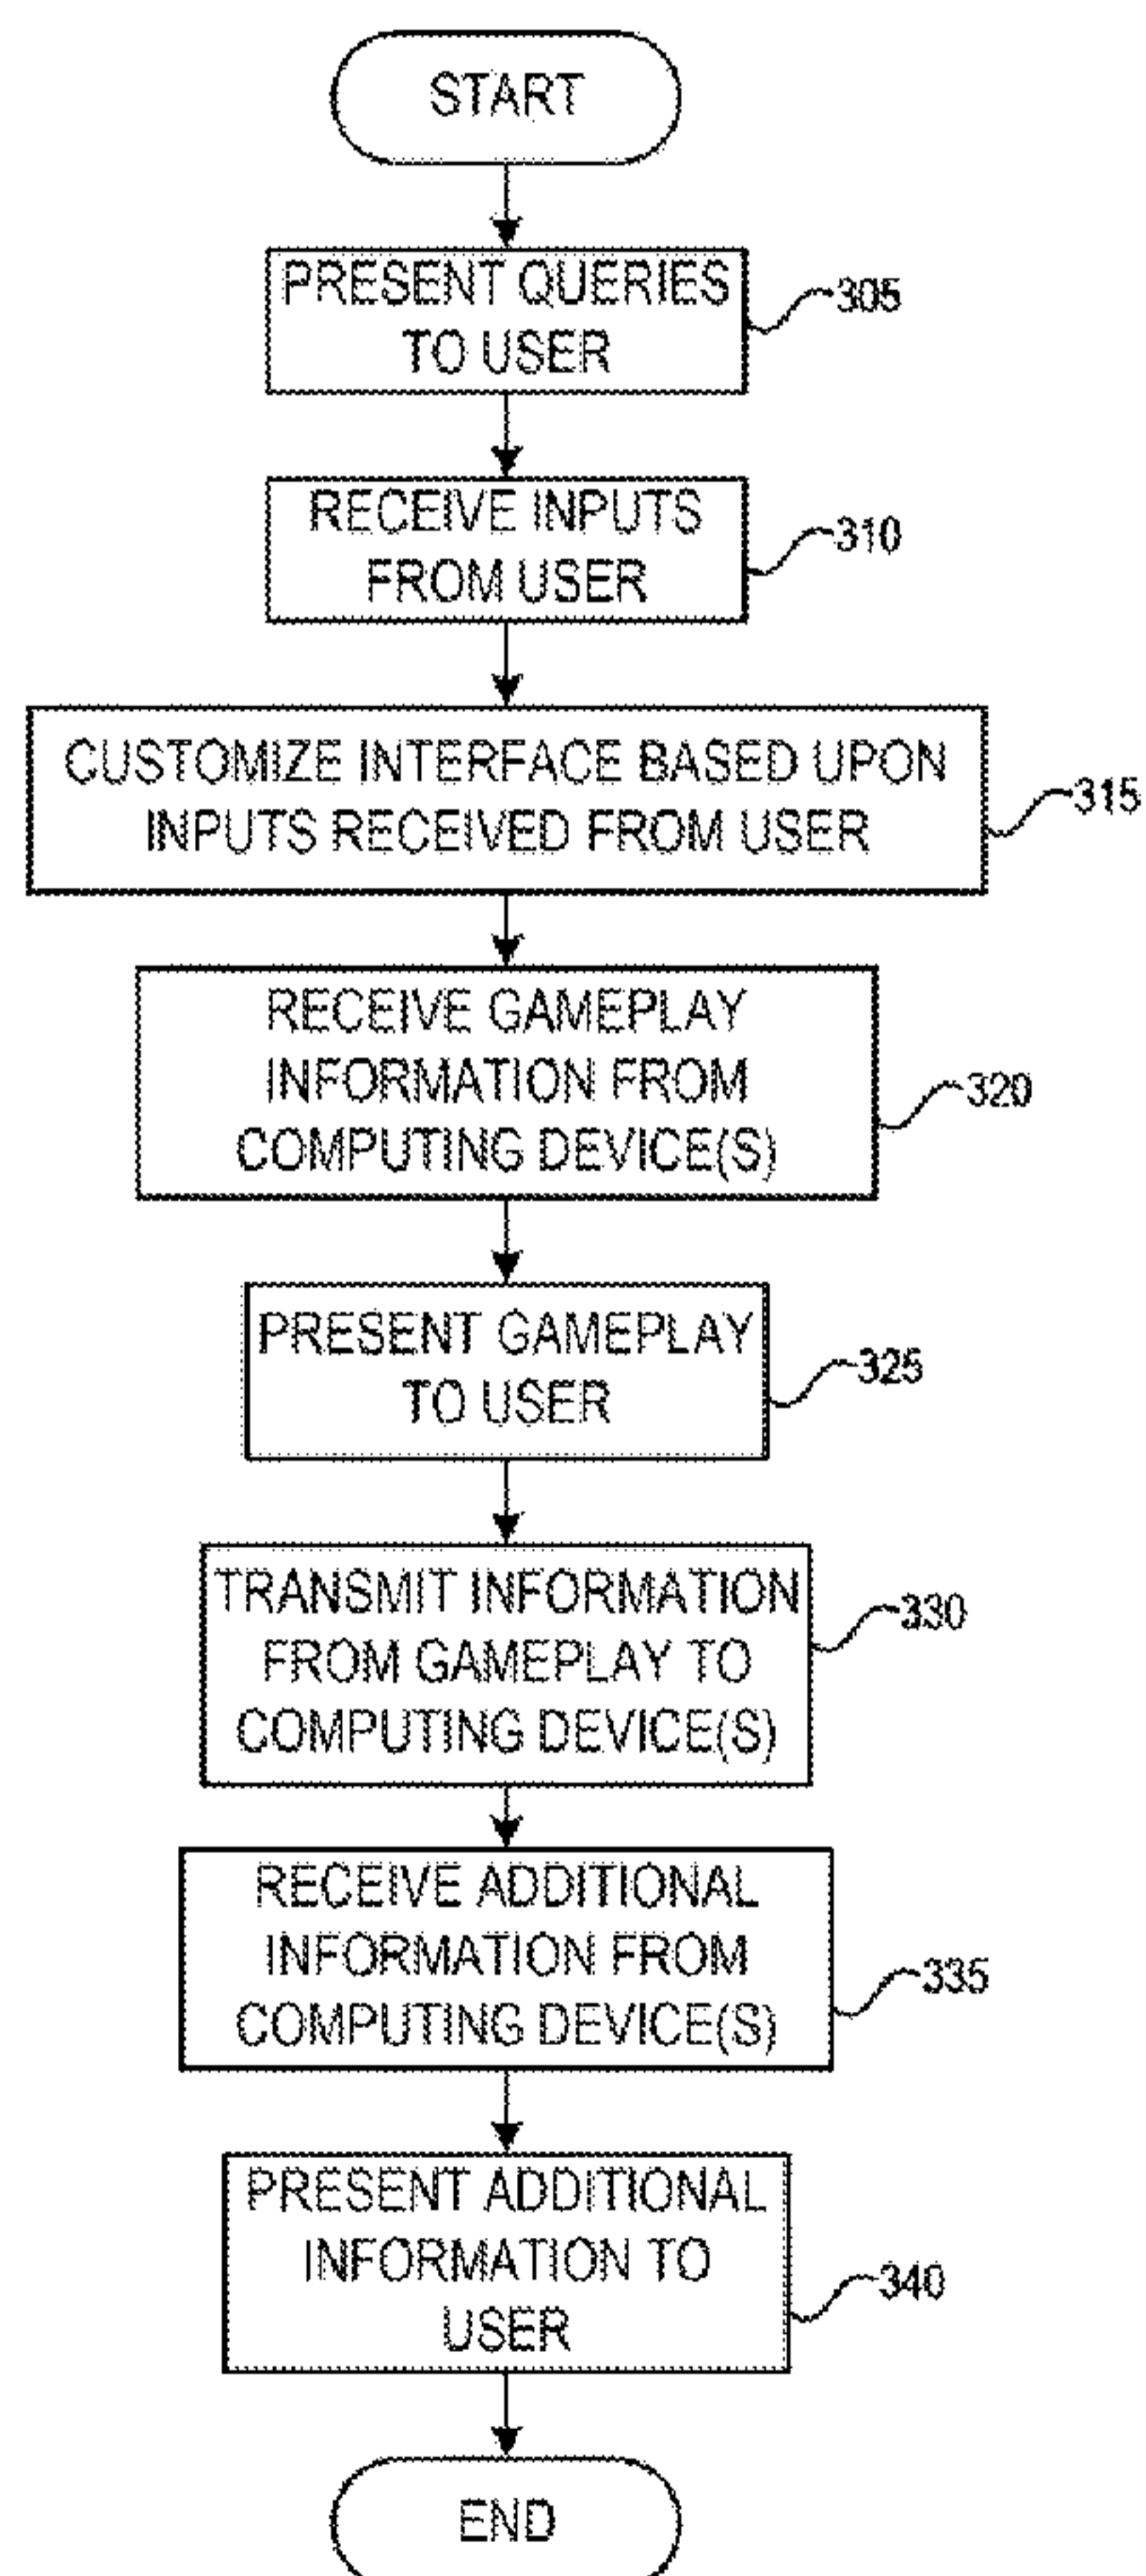 START
PRESENT QUERIES
TO USER
305
RECEIVE INPUTS
FROM USER
310
CUSTOMIZE INTERFACE BASED UPON
INPUTS RECEIVED FROM USER
315
RECEIVE GAMEPLAY
INFORMATION FROM
COMPUTING DEVICE(S)
320
PRESENT GAMEPLAY
TO USER
325
TRANSMIT INFORMATION
FROM GAMEPLAY TO
COMPUTING DEVICE(S)
330
RECEIVE ADDITIONAL
INFORMATION FROM
COMPUTING DEVICE(S)
335
PRESENT ADDITIONAL
INFORMATION TO
USER
340
END